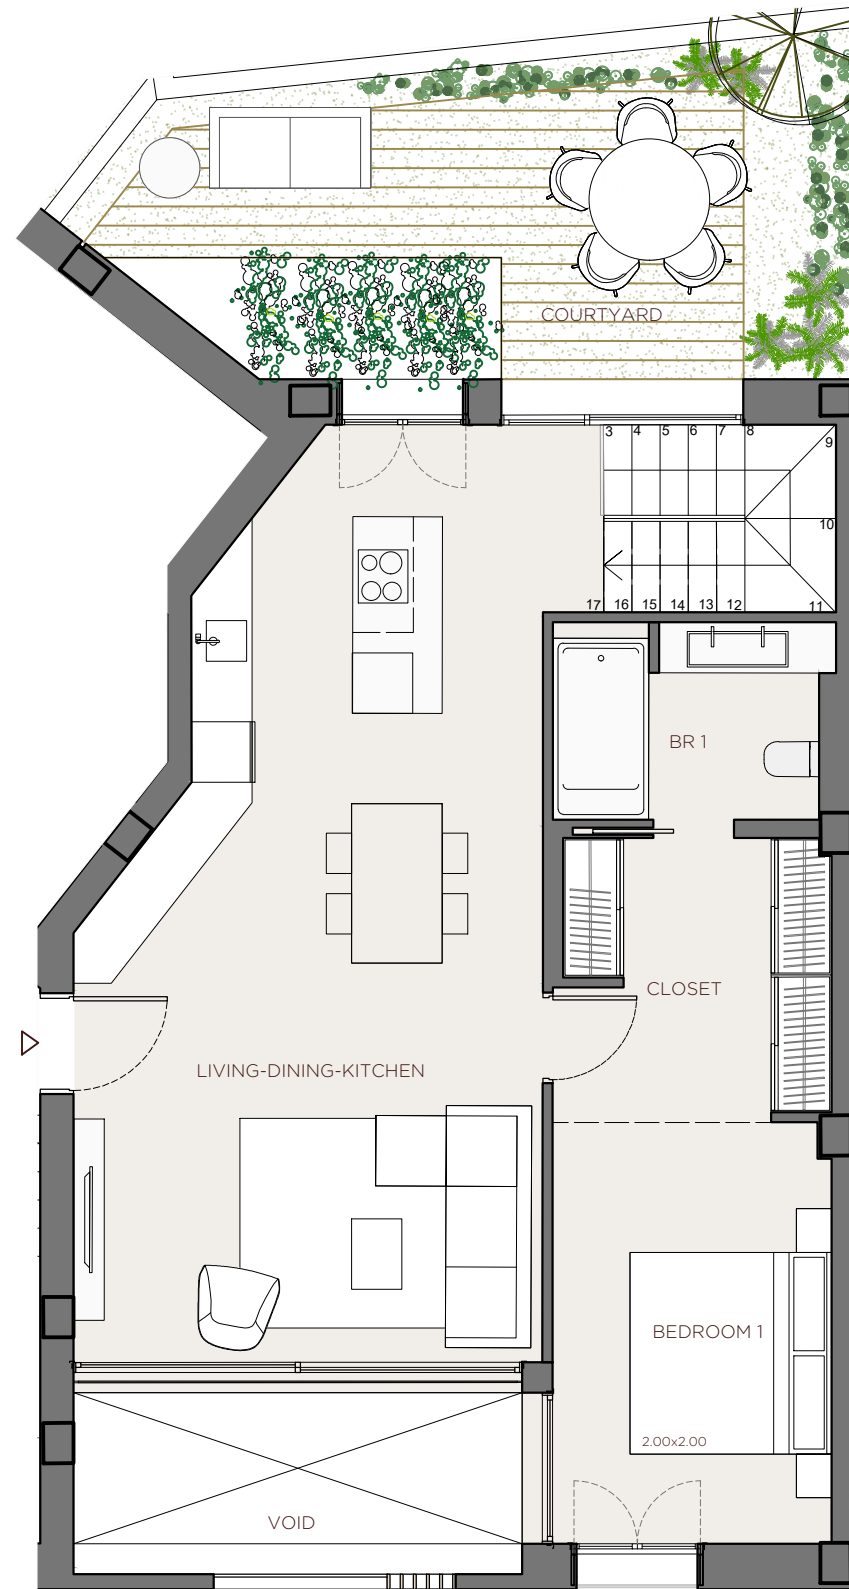 COURTYARD
3 4 5 6 7 8
9
10
17 16 15 14 13 12 11
BR 1
CLOSET
LIVING-DINING-KITCHEN
BEDROOM 1
2.00x2.00
VOID